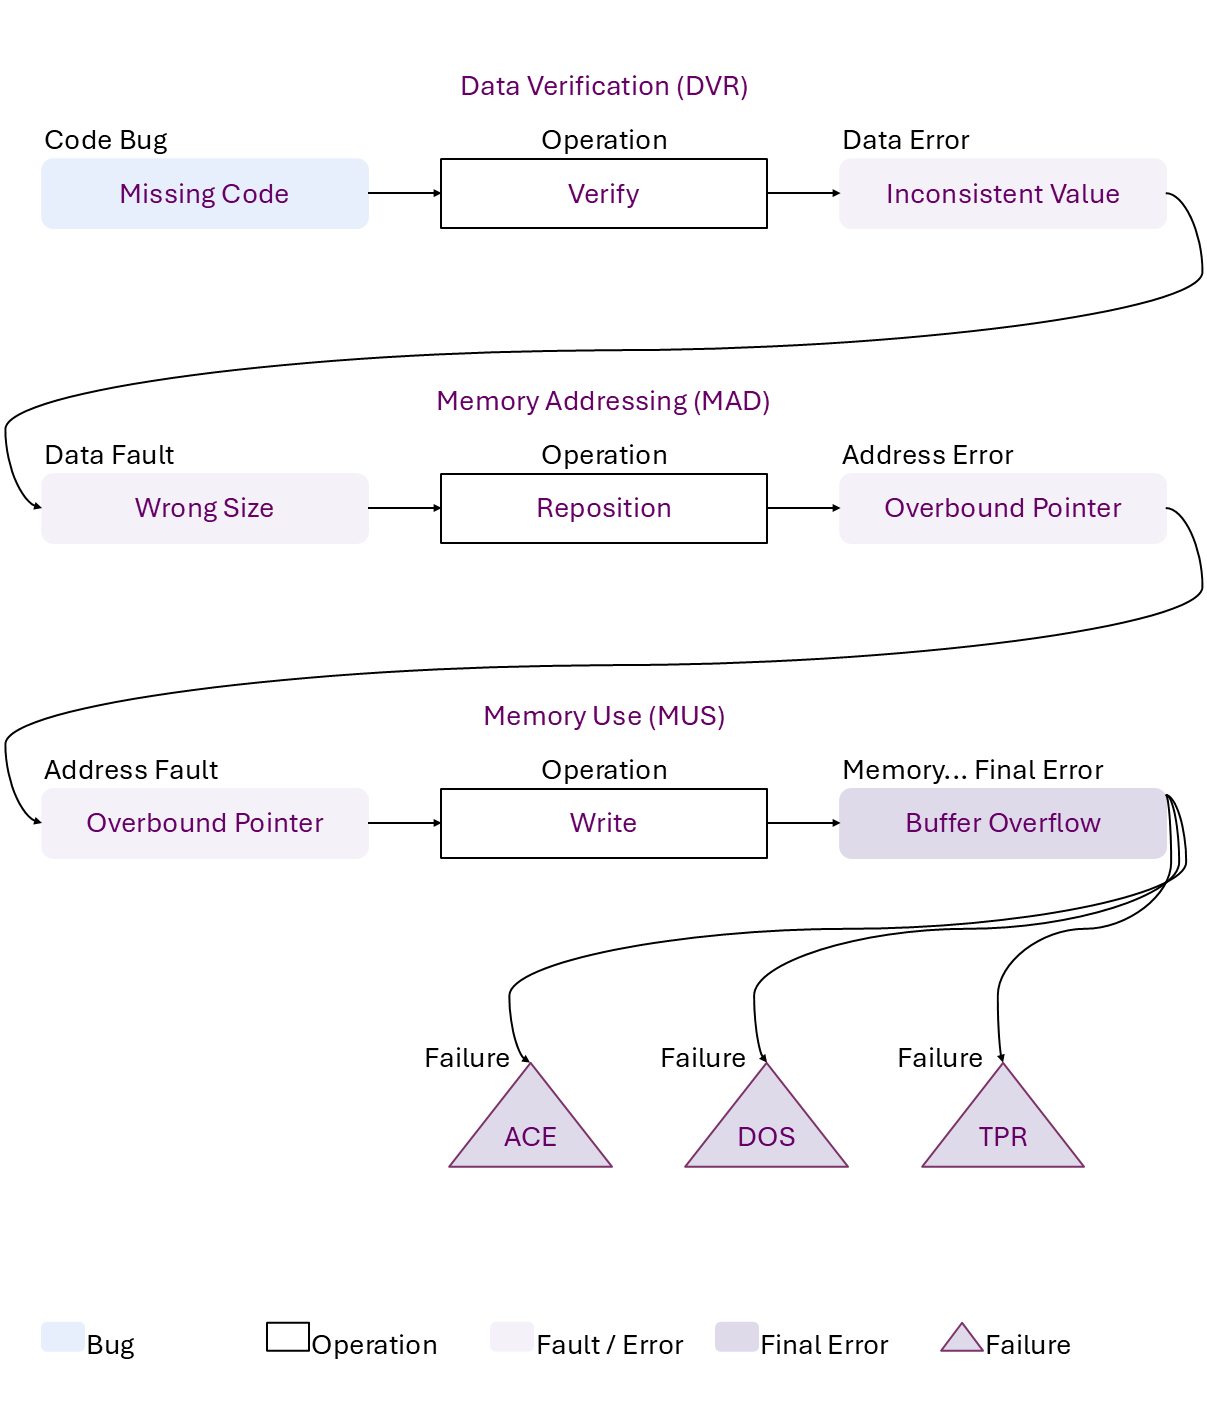 Data Verification (DVR)
Code Bug
Operation
Data Error
Missing Code
Verify
Inconsistent Value
Memory Addressing (MAD)
Data Fault
Operation
Address Error
Wrong Size
Reposition
Overbound Pointer
Memory Use (MUS)
Address Fault
Operation
Memory... Final Error
Overbound Pointer
Write
Buffer Overflow
Failure
Failure
Failure
ACE
DOS
TPR
Bug
Operation
Fault / Error
Final Error
Failure